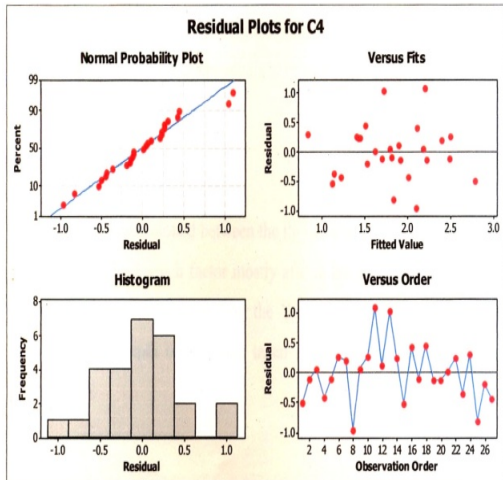 Residual Plots for C4
Normal Probability Plot
99
90
50
10
1
Percent
-1.0 -0.5 0.0 0.5 1.0
Residual
Versus Fits
1.0
0.5
0.0
-0.5
-1.0
Residual
1.0 1.5 2.0 2.5 3.0
Fitted Value
Histogram
8
6
4
2
0
Frequency
-1.0 -0.5 0.0 0.5 1.0
Residual
Versus Order
1.0
0.5
0.0
-0.5
-1.0
Residual
2 4 6 8 10 12 14 16 18 20 22 24 26
Observation Order